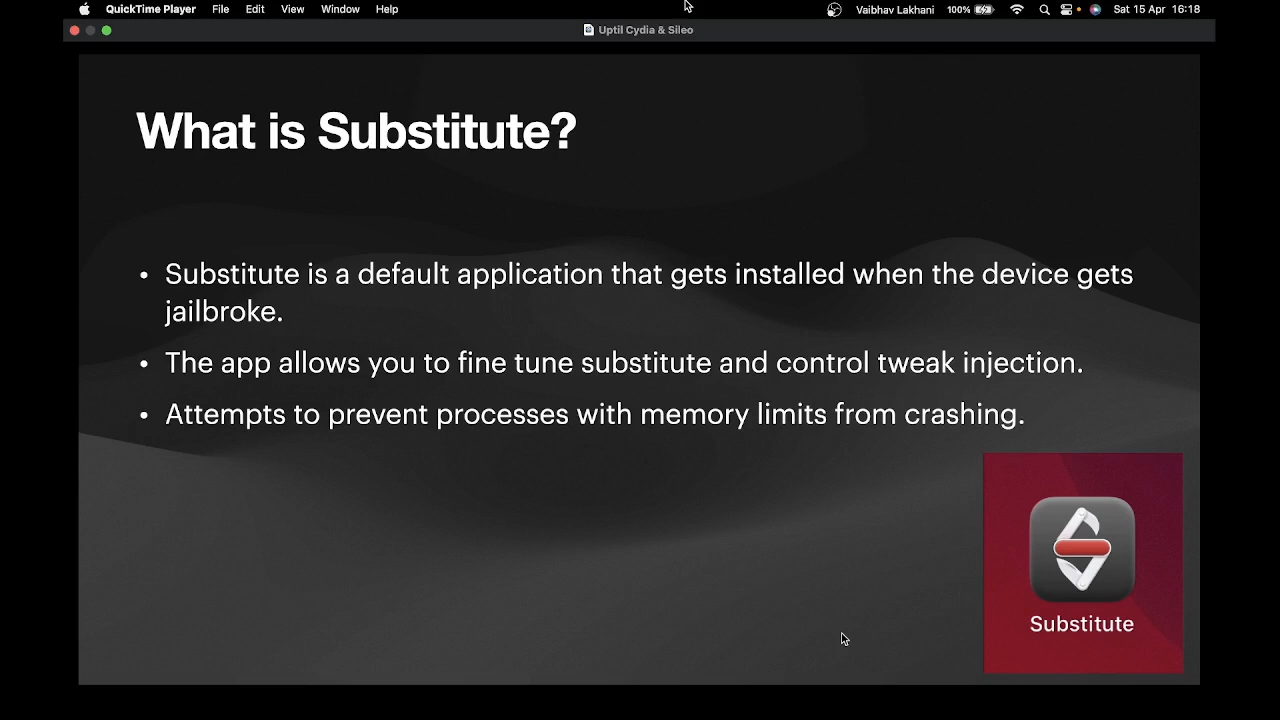 QuickTime Player File Edit View Window Help Vaibhav Lakhani 100% Sat 15 Apr 16:18
Uptil Cydia & Sileo
What is Substitute?
• Substitute is a default application that gets installed when the device gets
jailbroke.
• The app allows you to fine tune substitute and control tweak injection.
• Attempts to prevent processes with memory limits from crashing.
Substitute